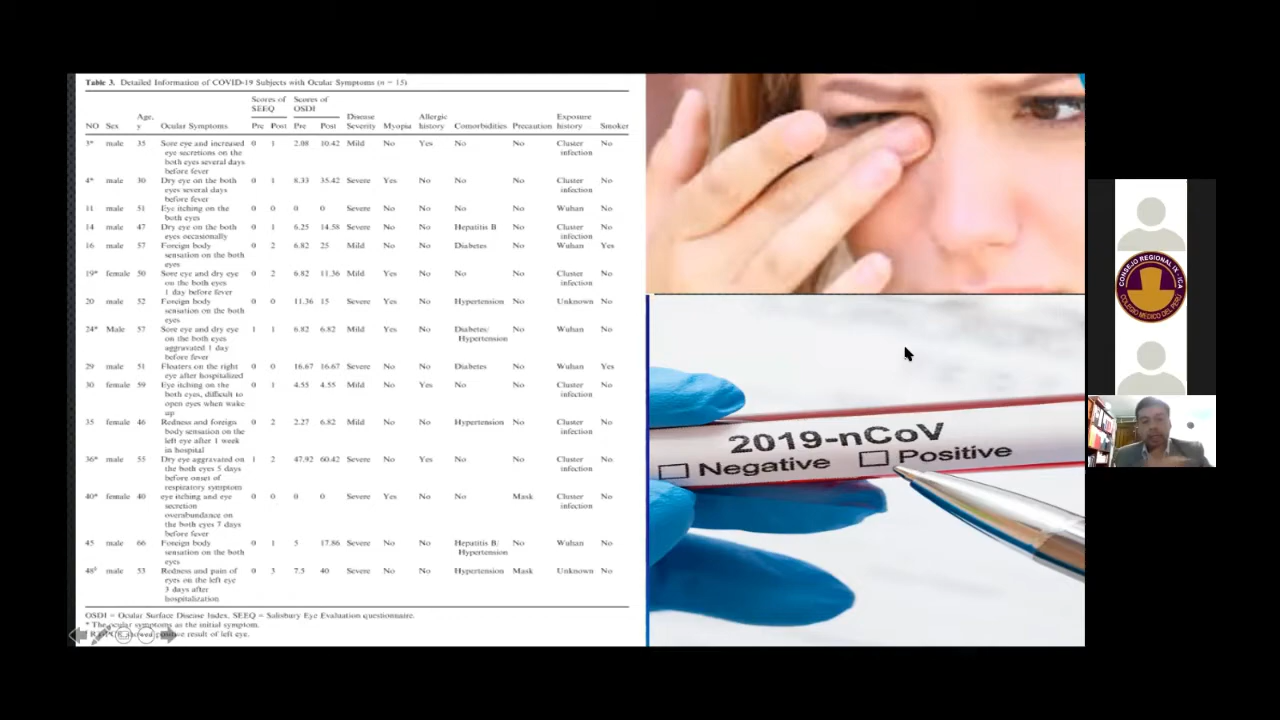 Table 3. Detailed Information of COVID-19 Subjects with Ocular Symptoms (n = 15)
Scores of Scores of
SEEQ OSDI
Age, Disease Allergic Exposure
NO Sex y Ocular Symptoms Pre Post Pre Post Severity Myopia history Comorbidities Precaution history Smoker
3* male 35 Sore eye and increased 0 1 2.08 10.42 Mild No Yes No No Cluster No
eye secretions on the infection
both eyes several days
before fever
4* male 30 Dry eye on the both 0 1 8.33 35.42 Severe Yes No No No Cluster No
eyes several days infection
before fever
11 male 51 Eye itching on the 0 0 0 0 Severe No No No No Wuhan No
both eyes
14 male 47 Dry eye on the both 0 1 6.25 14.58 Severe No No Hepatitis B No Cluster No
eyes occasionally infection
16 male 57 Foreign body 0 2 6.82 25 Mild No No Diabetes No Wuhan Yes
sensation on the both
eyes
19* female 50 Sore eye and dry eye 0 2 6.82 11.36 Mild Yes No No No Cluster No
on the both eyes infection
1 day before fever
20 male 52 Foreign body 0 0 11.36 15 Severe Yes No Hypertension No Unknown No
sensation on the both
eyes
24* Male 57 Sore eye and dry eye 1 1 6.82 6.82 Mild Yes No Diabetes/ No Wuhan No
on the both eyes Hypertension
aggravated 1 day
before fever
29 male 51 Floaters on the right 0 0 16.67 16.67 Severe No No Diabetes No Wuhan Yes
eye after hospitalized
30 female 59 Eye itching on the 0 1 4.55 4.55 Mild No Yes No No Cluster No
both eyes, difficult to infection
open eyes when wake
up
35 female 46 Redness and foreign 0 2 2.27 6.82 Mild No No Hypertension No Cluster No
body sensation on the infection
left eye after 1 week
in hospital
36* male 55 Dry eye aggravated on 1 2 47.92 60.42 Severe No Yes No No Cluster No
the both eyes 5 days infection
before onset of
respiratory symptom
40* female 40 eye itching and eye 0 0 0 0 Severe Yes No No Mask Cluster No
secretion infection
overabundance on
the both eyes 7 days
before fever
45 male 66 Foreign body 0 1 5 17.86 Severe No No Hepatitis B/ No Wuhan No
sensation on the both Hypertension
eyes
48 male 53 Redness and pain of 0 3 7.5 40 Severe No No Hypertension Mask Unknown No
eyes on the left eye
3 days after
hospitalization
OSDI = Ocular Surface Disease Index, SEEQ = Salisbury Eye Evaluation questionnaire.
* The ocular symptoms as the initial symptom.
showed positive result of left eye.
2019-nCoV
Negative Positive
CONSEJO REGIONAL IX - ICA
COLEGIO MÉDICO DEL PERÚ